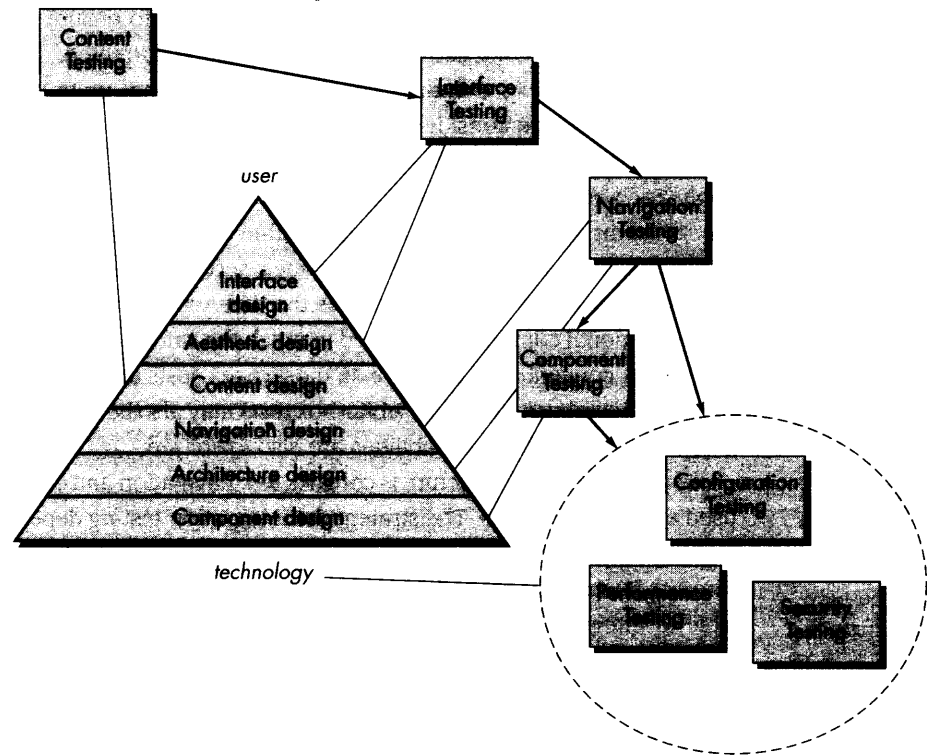 Content
Testing
Interface
Testing
user
Navigation
Testing
Interface
design
Aesthetic design
Component
Testing
Content design
Navigation design
Architecture design
Configuration
Testing
Component design
technology
Performance
Testing
Security
Testing